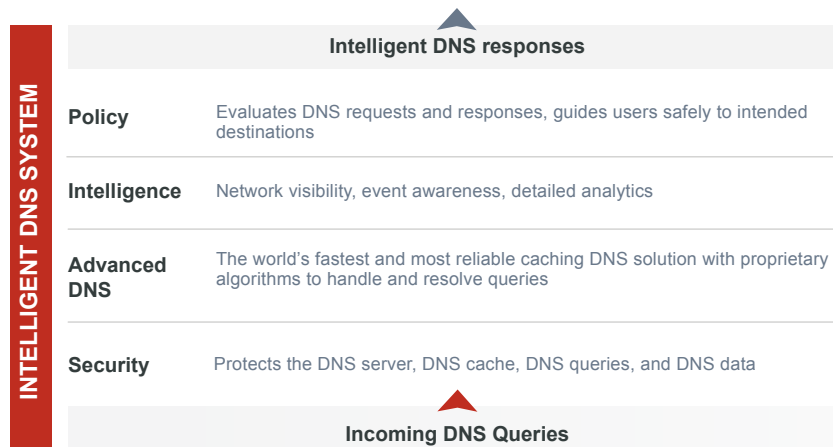 Intelligent DNS responses
INTELLIGENT DNS SYSTEM
Policy
Evaluates DNS requests and responses, guides users safely to intended
destinations
Intelligence
Network visibility, event awareness, detailed analytics
Advanced
DNS
The world’s fastest and most reliable caching DNS solution with proprietary
algorithms to handle and resolve queries
Security
Protects the DNS server, DNS cache, DNS queries, and DNS data
Incoming DNS Queries